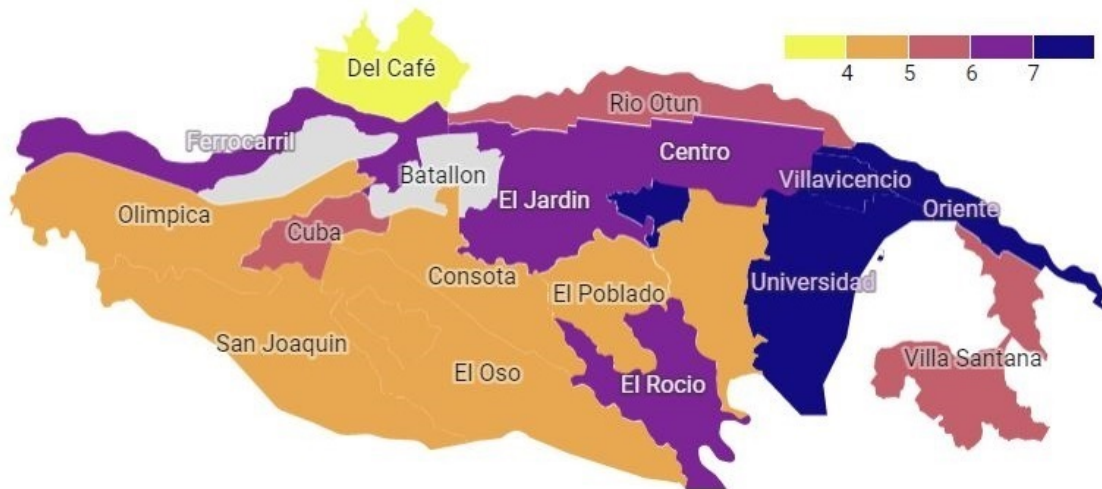 Del Café
4 5 6 7
Rio Otun
Ferrocarril
Centro
Batallon
Villavicencio
El Jardin
Olimpica
Oriente
Cuba
Consota
Universidad
El Poblado
San Joaquin
Villa Santana
El Oso
El Rocio